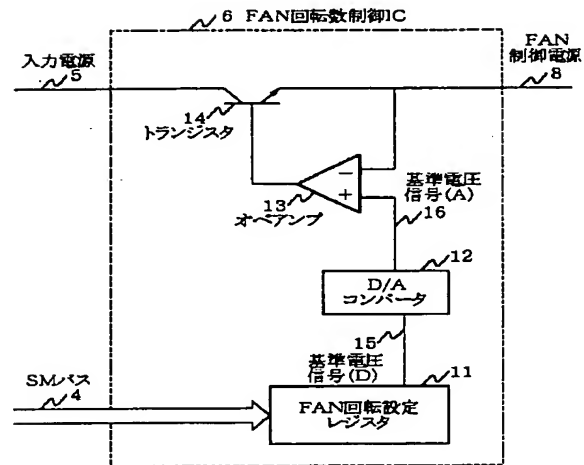 6 FAN回転数制御IC
入力電源
5
FAN
制御電源
8
14
トランジスタ
−
+
13
オペアンプ
基準電圧
信号(A)
16
12
D/A
コンバータ
15
基準電圧
信号(D)
11
SMバス
4
FAN回転設定
レジスタ